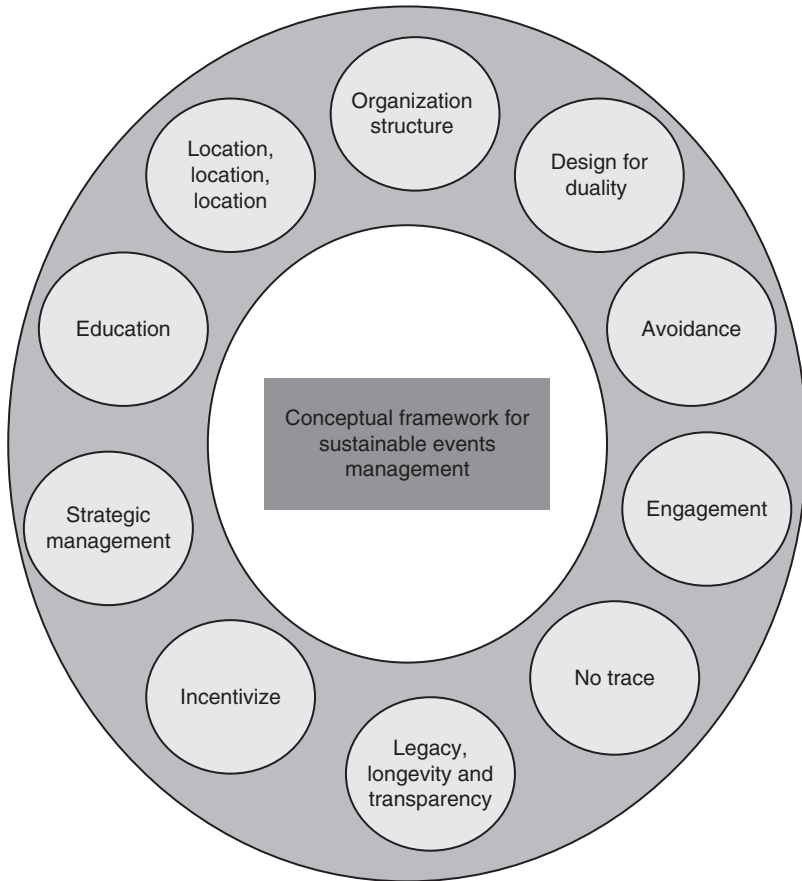 Organization
structure
Design for
duality
Avoidance
Engagement
No trace
Legacy,
longevity and
transparency
Incentivize
Strategic
management
Education
Location,
location,
location
Conceptual framework for
sustainable events
management